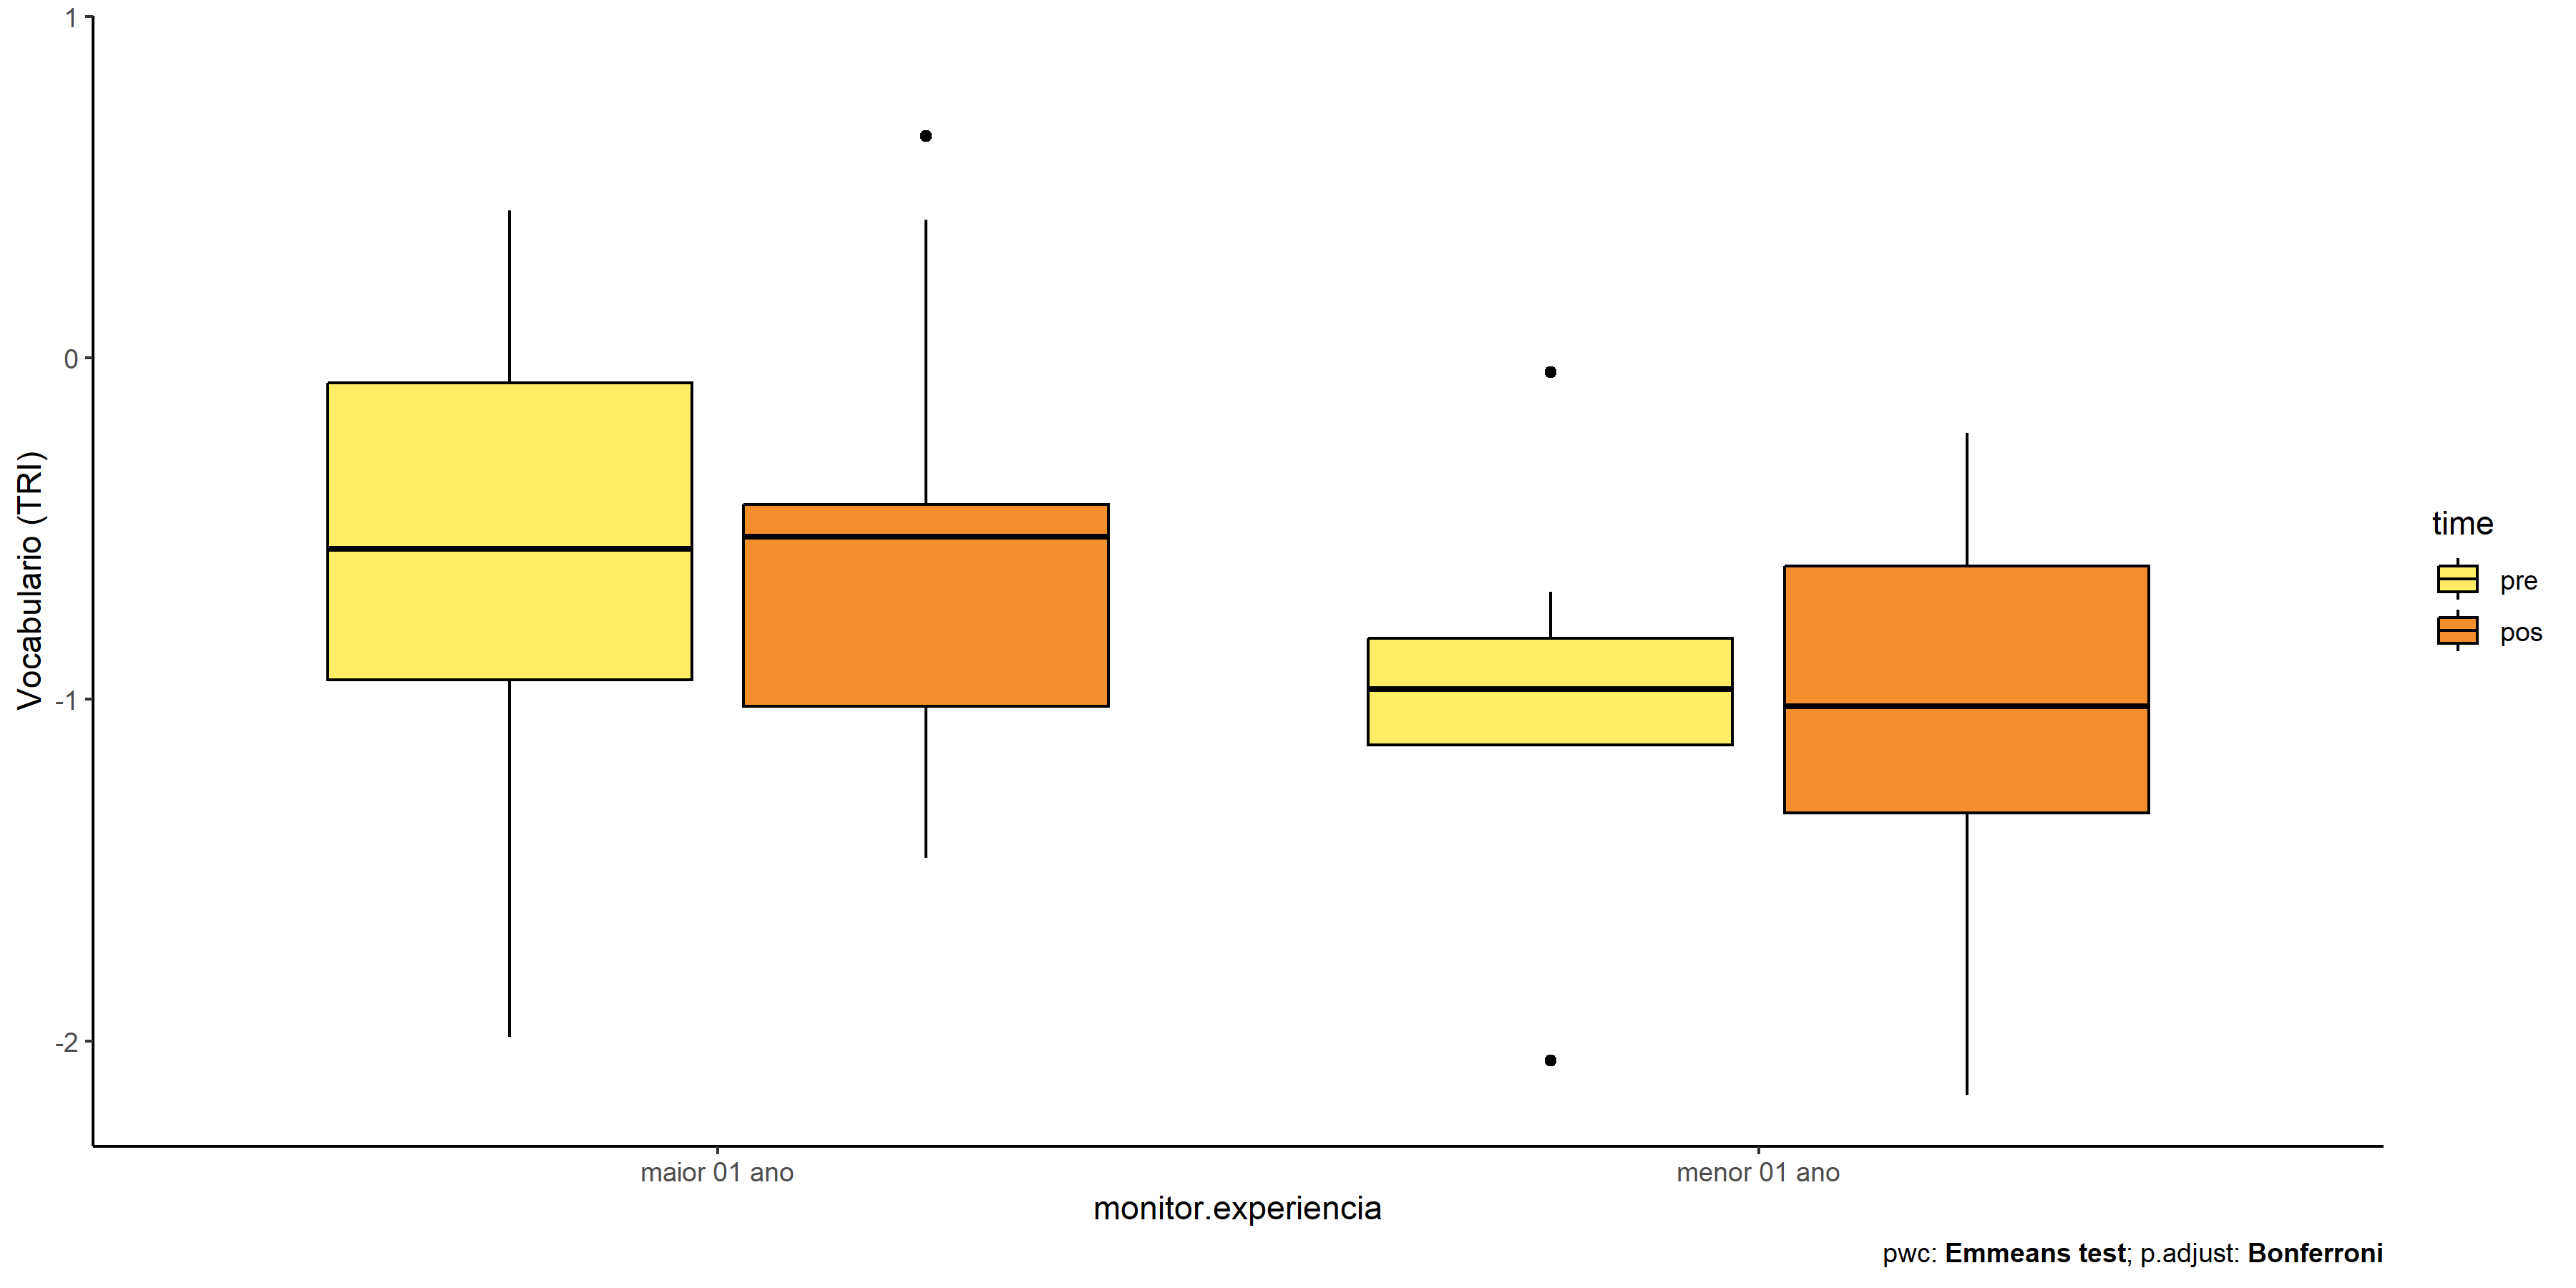 1
0
-1
-2
Vocabulario (TRI)
maior 01 ano
menor 01 ano
monitor.experiencia
time
pre
pos
pwc: Emmeans test; p.adjust: Bonferroni